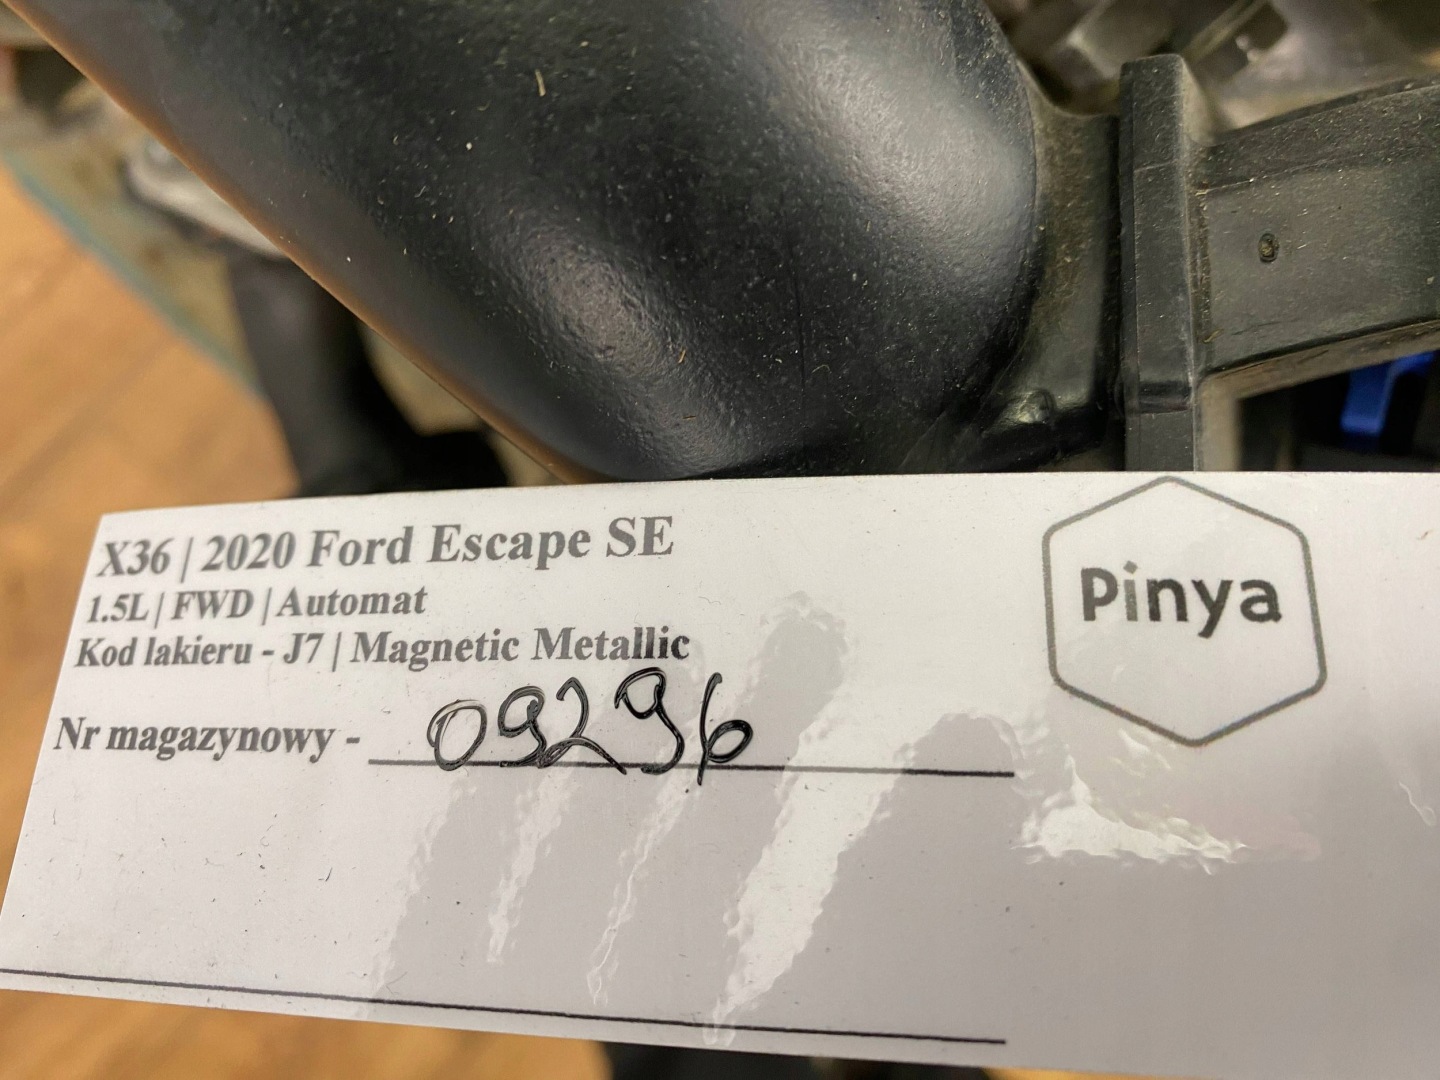 X36 | 2020 Ford Escape SE
1.5L | FWD | Automat
Kod lakieru - J7 | Magnetic Metallic
Nr magazynowy - 09296
Pinya